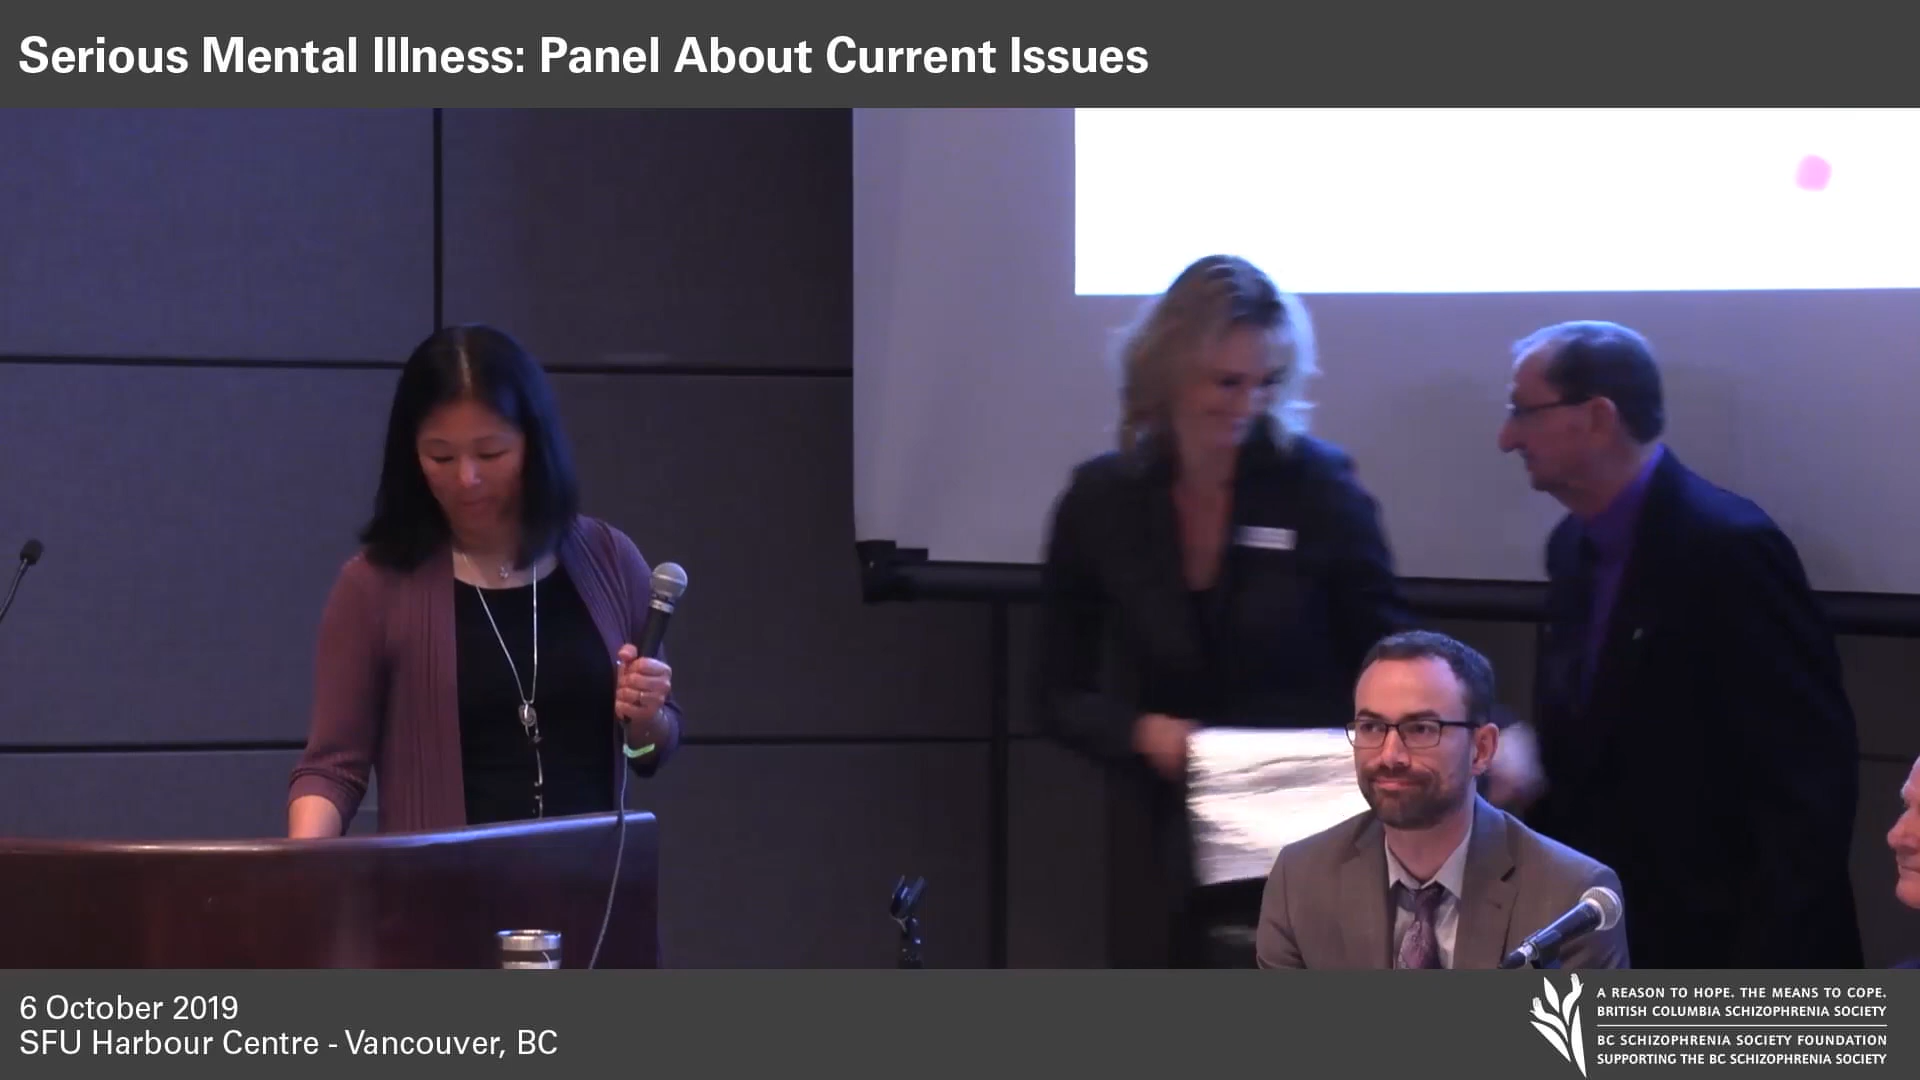 Serious Mental Illness: Panel About Current Issues
6 October 2019
SFU Harbour Centre - Vancouver, BC
A REASON TO HOPE. THE MEANS TO COPE.
BRITISH COLUMBIA SCHIZOPHRENIA SOCIETY
BC SCHIZOPHRENIA SOCIETY FOUNDATION
SUPPORTING THE BC SCHIZOPHRENIA SOCIETY